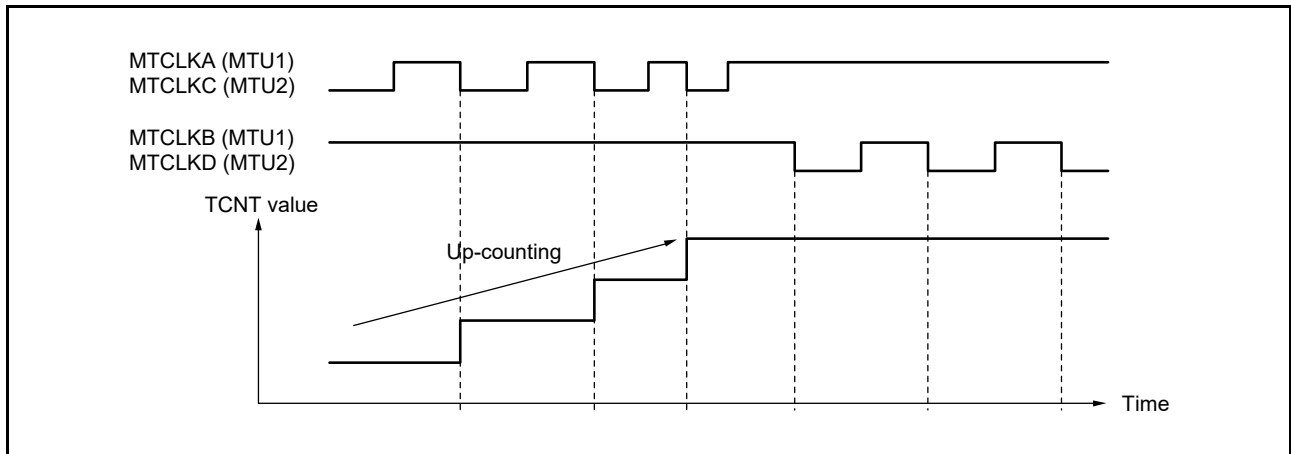 MTCLKA (MTU1)
MTCLKC (MTU2)
MTCLKB (MTU1)
MTCLKD (MTU2)
TCNT value
Up-counting
Time